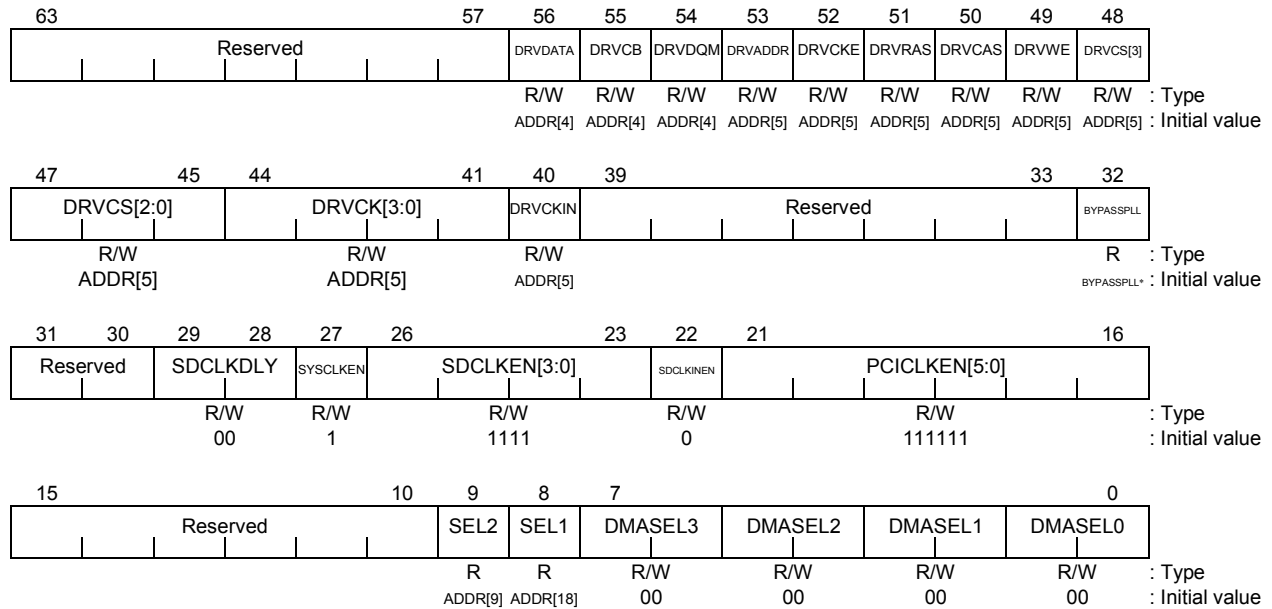 63 57 56 55 54 53 52 51 50 49 48
Reserved DRVDATA DRVCB DRVDQM DRVADDR DRVCKE DRVRAS DRVCAS DRVWE DRVCS[3]
R/W R/W R/W R/W R/W R/W R/W R/W R/W : Type
ADDR[4] ADDR[4] ADDR[4] ADDR[5] ADDR[5] ADDR[5] ADDR[5] ADDR[5] ADDR[5] : Initial value
47 45 44 41 40 39 33 32
DRVCS[2:0] DRVCK[3:0] DRVCKIN Reserved BYPASSPLL
R/W R/W R/W R : Type
ADDR[5] ADDR[5] ADDR[5] BYPASSPLL* : Initial value
31 30 29 28 27 26 23 22 21 16
Reserved SDCLKDLY SYSCLKEN SDCLKEN[3:0] SDCLKINEN PCICLKEN[5:0]
R/W R/W R/W R/W R/W : Type
00 1 1111 0 111111 : Initial value
15 10 9 8 7 0
Reserved SEL2 SEL1 DMASEL3 DMASEL2 DMASEL1 DMASEL0
R R R/W R/W R/W R/W : Type
ADDR[9] ADDR[18] 00 00 00 00 : Initial value